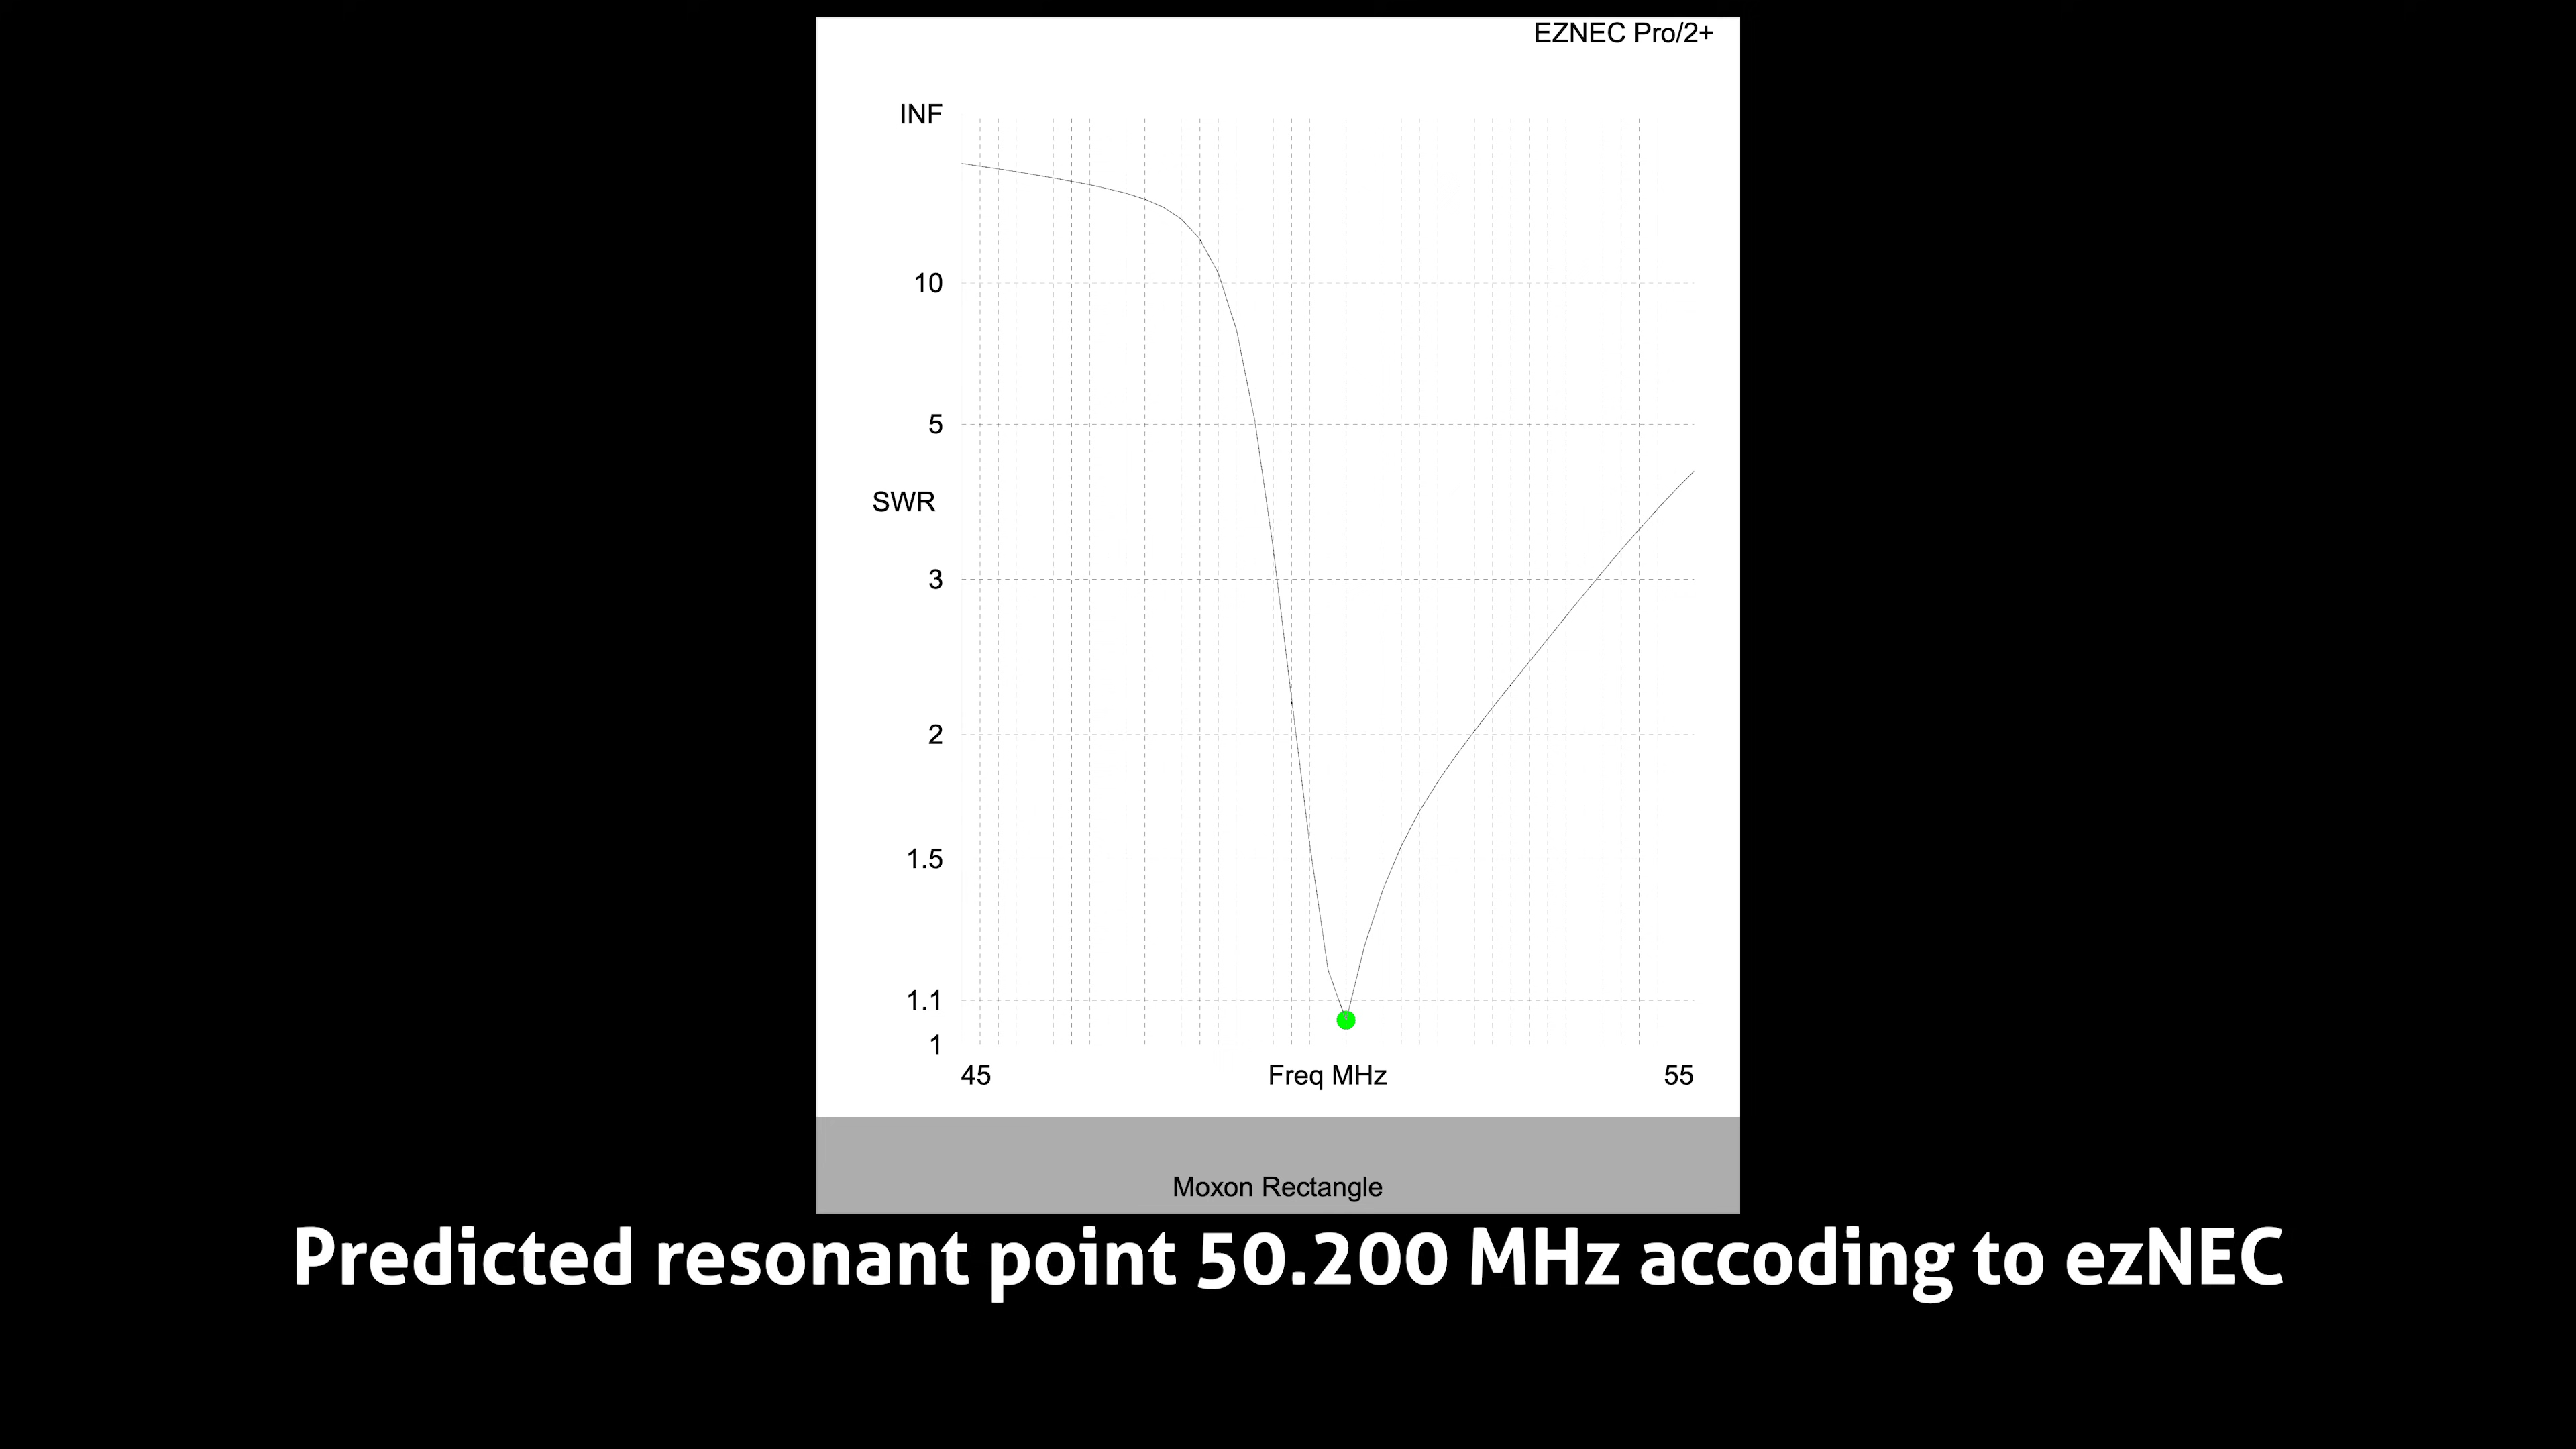 EZNEC Pro/2+
INF
10
5
SWR
3
2
1.5
1.1
1
45 Freq MHz 55
Moxon Rectangle
Predicted resonant point 50.200 MHz accoding to ezNEC